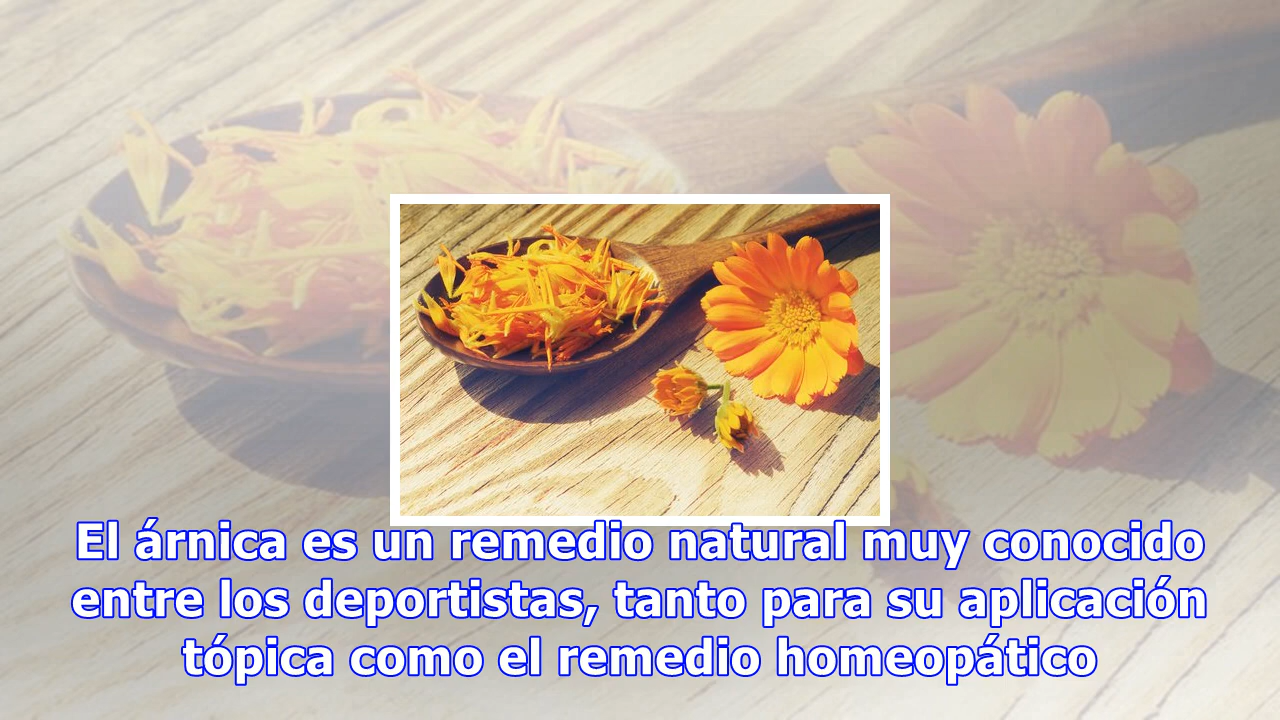 El árnica es un remedio natural muy conocido
entre los deportistas, tanto para su aplicación
tópica como el remedio homeopático